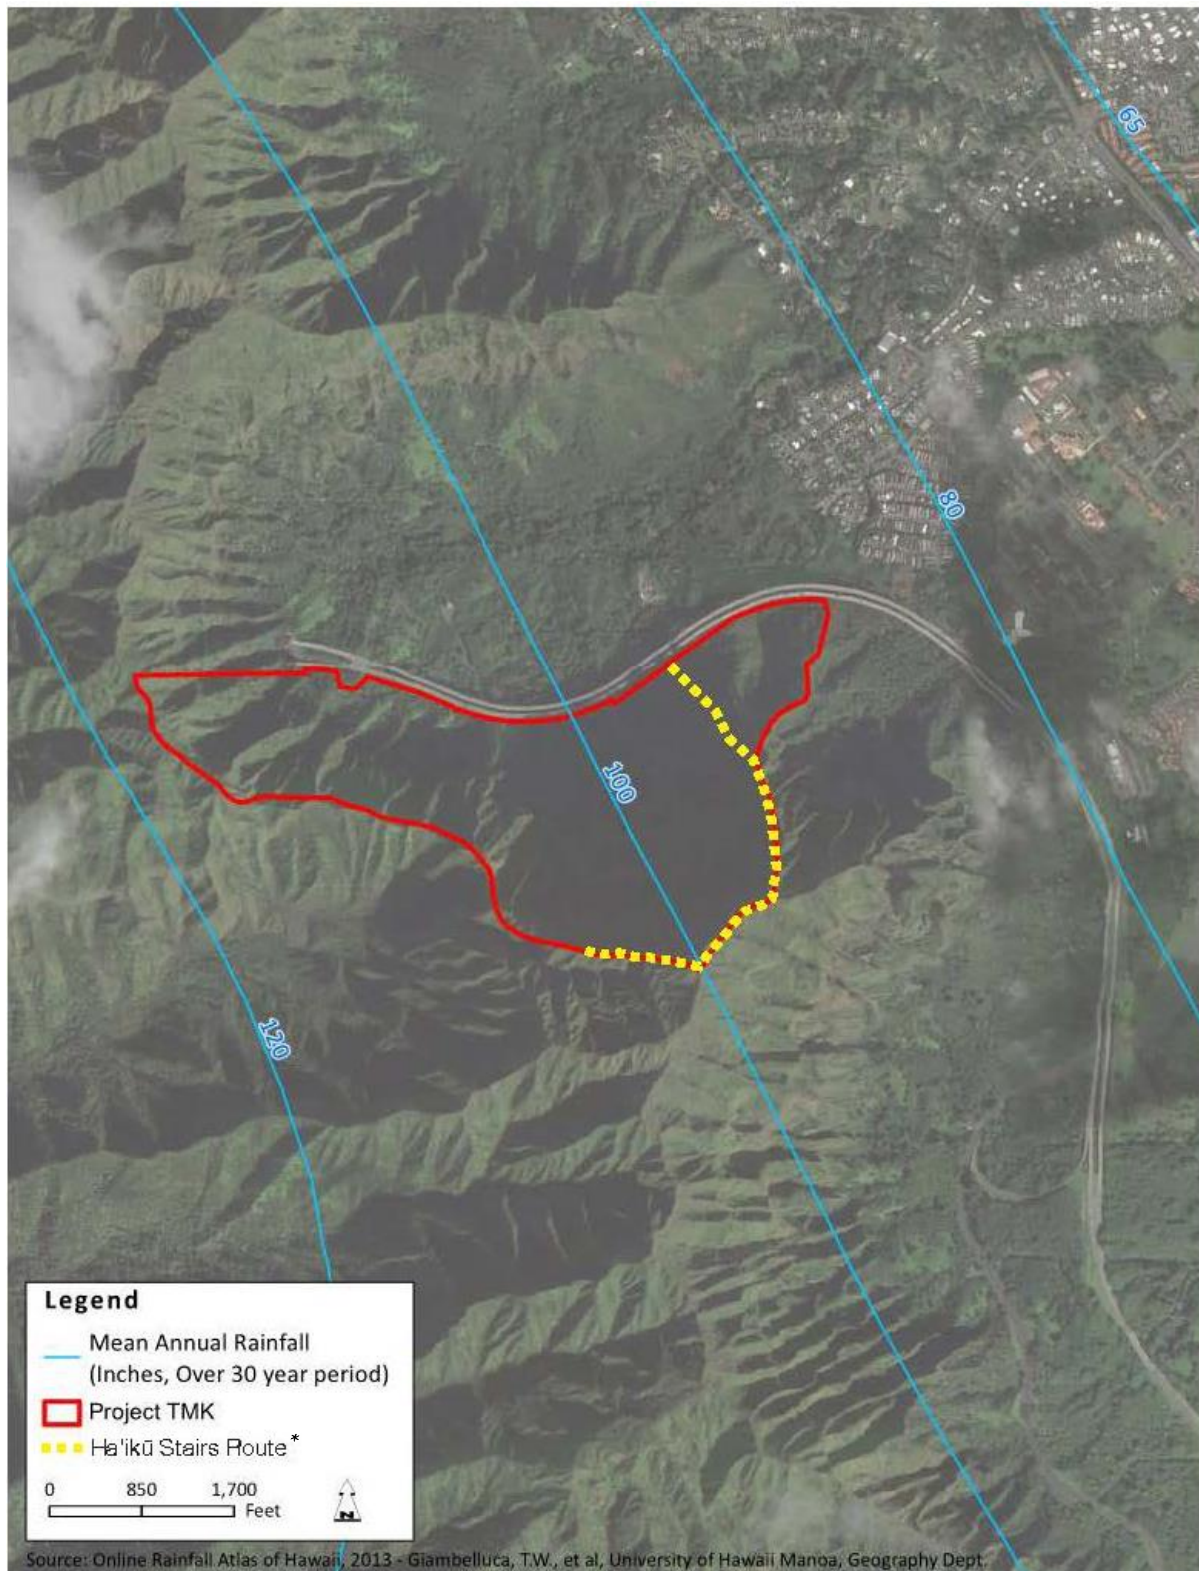 65
80
100
120
Legend
Mean Annual Rainfall
(Inches, Over 30 year period)
Project TMK
Ha'ikū Stairs Route*
0 850 1,700
Feet
N
Source: Online Rainfall Atlas of Hawaii, 2013 - Giambelluca, T.W., et al, University of Hawaii Manoa, Geography Dept.